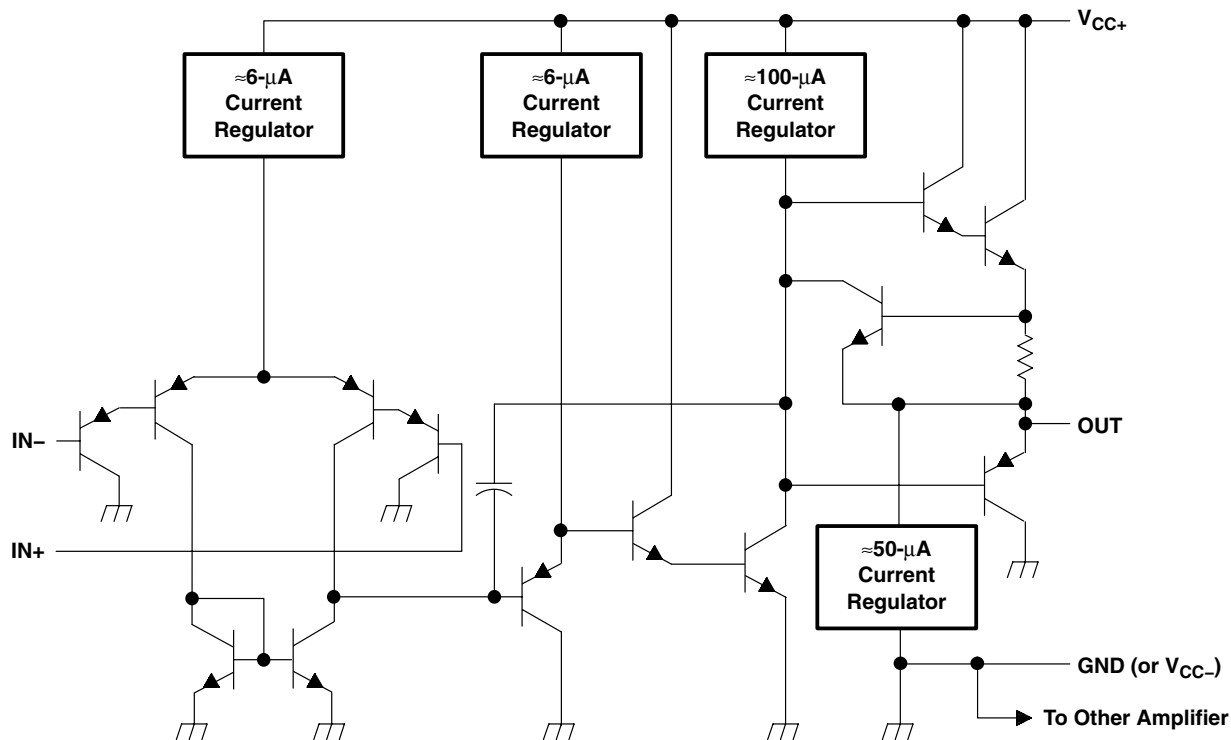 V_CC+
≈6-μA
Current
Regulator
≈6-μA
Current
Regulator
≈100-μA
Current
Regulator
IN−
OUT
IN+
≈50-μA
Current
Regulator
GND (or V_CC−)
To Other Amplifier